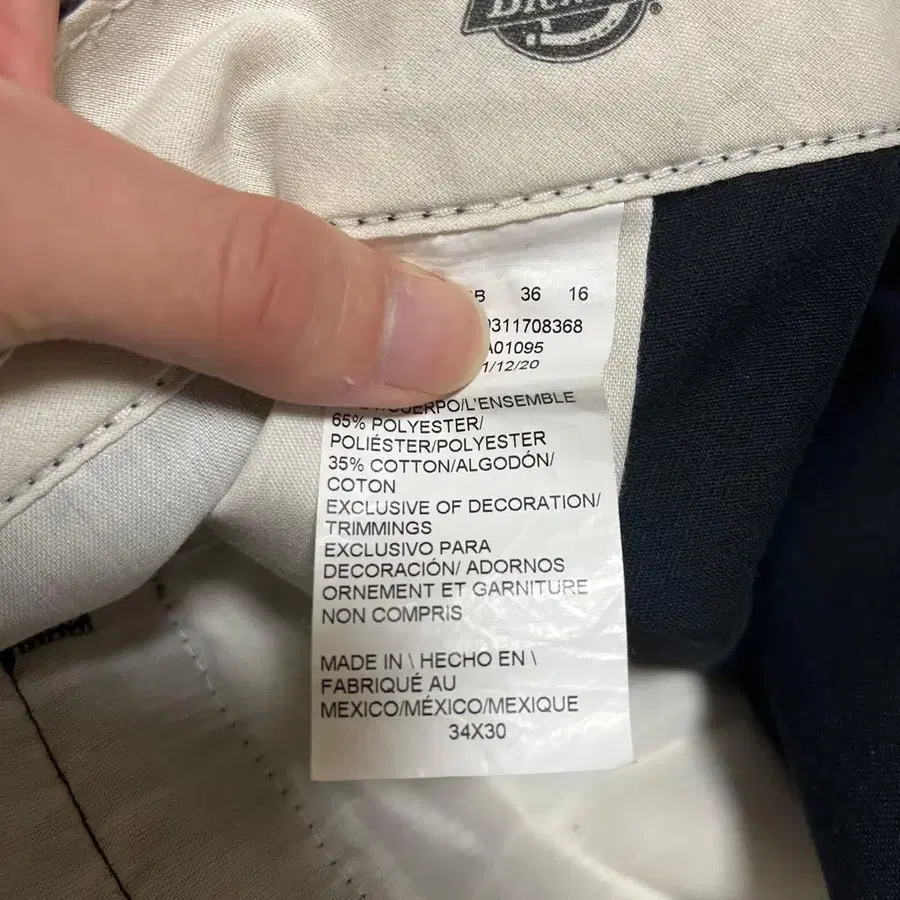 ®
36 16
0311708368
A01095
1/12/20
CUERPO/L'ENSEMBLE
65% POLYESTER/
POLIÉSTER/POLYESTER
35% COTTON/ALGODÓN/
COTON
EXCLUSIVE OF DECORATION/
TRIMMINGS
EXCLUSIVO PARA
DECORACIÓN/ ADORNOS
ORNEMENT ET GARNITURE
NON COMPRIS
MADE IN \ HECHO EN \
FABRIQUÉ AU
MEXICO/MÉXICO/MEXIQUE
34X30